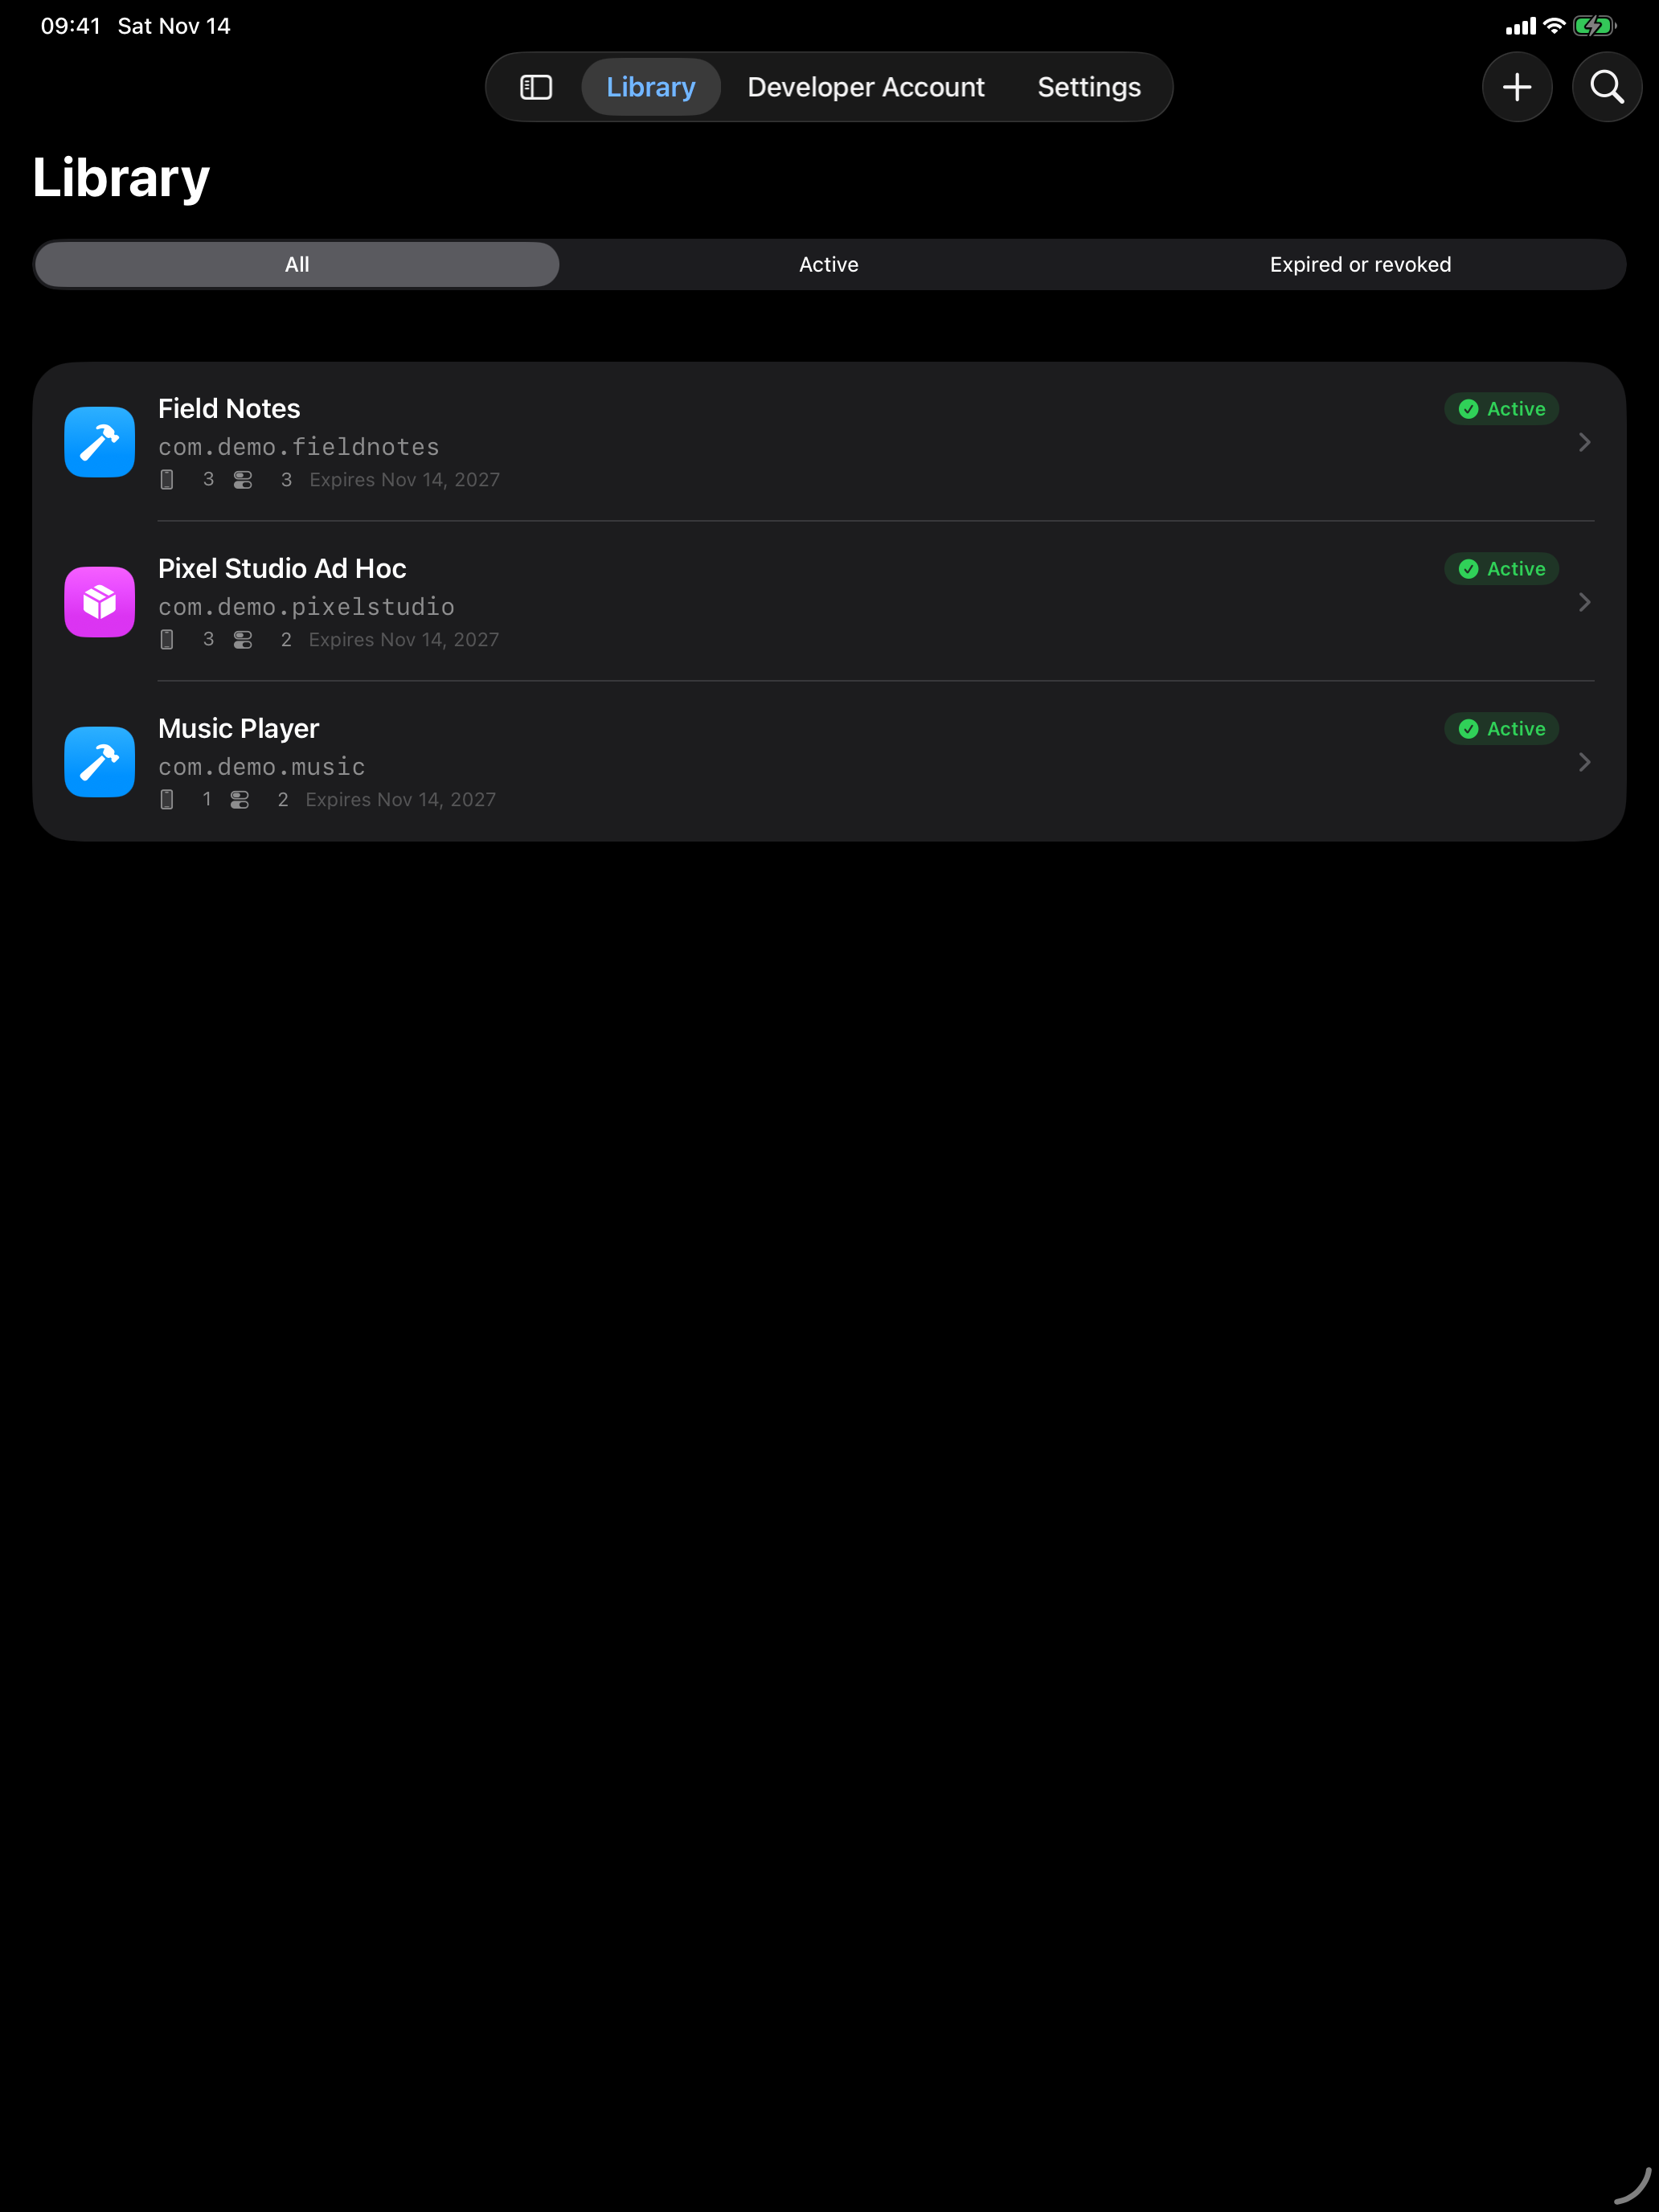 09:41 Sat Nov 14
Library Developer Account Settings
Library
All Active Expired or revoked
Field Notes Active
com.demo.fieldnotes
3 3 Expires Nov 14, 2027
Pixel Studio Ad Hoc Active
com.demo.pixelstudio
3 2 Expires Nov 14, 2027
Music Player Active
com.demo.music
1 2 Expires Nov 14, 2027